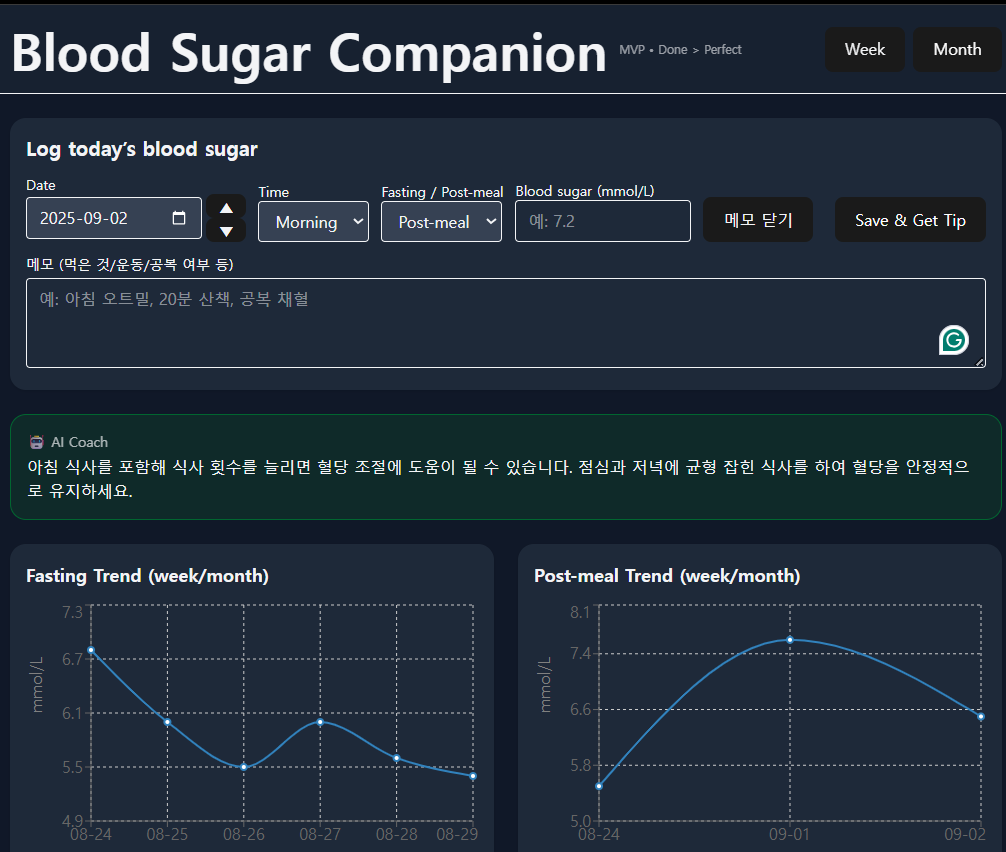 Blood Sugar Companion MVP • Done > Perfect Week Month
Log today’s blood sugar
Date Time Fasting / Post-meal Blood sugar (mmol/L)
2025-09-02 ▲ ▼ Morning Post-meal 예: 7.2 메모 닫기 Save & Get Tip
메모 (먹은 것/운동/공복 여부 등)
예: 아침 오트밀, 20분 산책, 공복 채혈
AI Coach
아침 식사를 포함해 식사 횟수를 늘리면 혈당 조절에 도움이 될 수 있습니다. 점심과 저녁에 균형 잡힌 식사를 하여 혈당을 안정적으
로 유지하세요.
Fasting Trend (week/month)
7.3
6.7
6.1
5.5
4.9
mmol/L
08-24 08-25 08-26 08-27 08-28 08-29
Post-meal Trend (week/month)
8.1
7.4
6.6
5.8
5.0
mmol/L
08-24 09-01 09-02